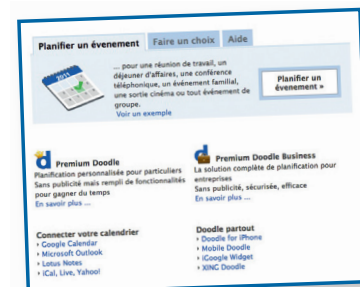 Planifier un évenement Faire un choix Aide
... pour une réunion de travail, un
déjeuner d'affaires, une conférence
téléphonique, un événement familial,
une sortie cinéma ou tout événement de
groupe.
Voir un exemple
2011
Planifier un
évenement »
Premium Doodle
Planification personnalisée pour particuliers
Sans publicité mais rempli de fonctionnalités
pour gagner du temps
En savoir plus ...
Premium Doodle Business
La solution complète de planification pour
entreprises
Sans publicité, sécurisée, efficace
En savoir plus ...
Connecter votre calendrier
› Google Calendar
› Microsoft Outlook
› Lotus Notes
› iCal, Live, Yahoo!
Doodle partout
› Doodle for iPhone
› Mobile Doodle
› iGoogle Widget
› XING Doodle